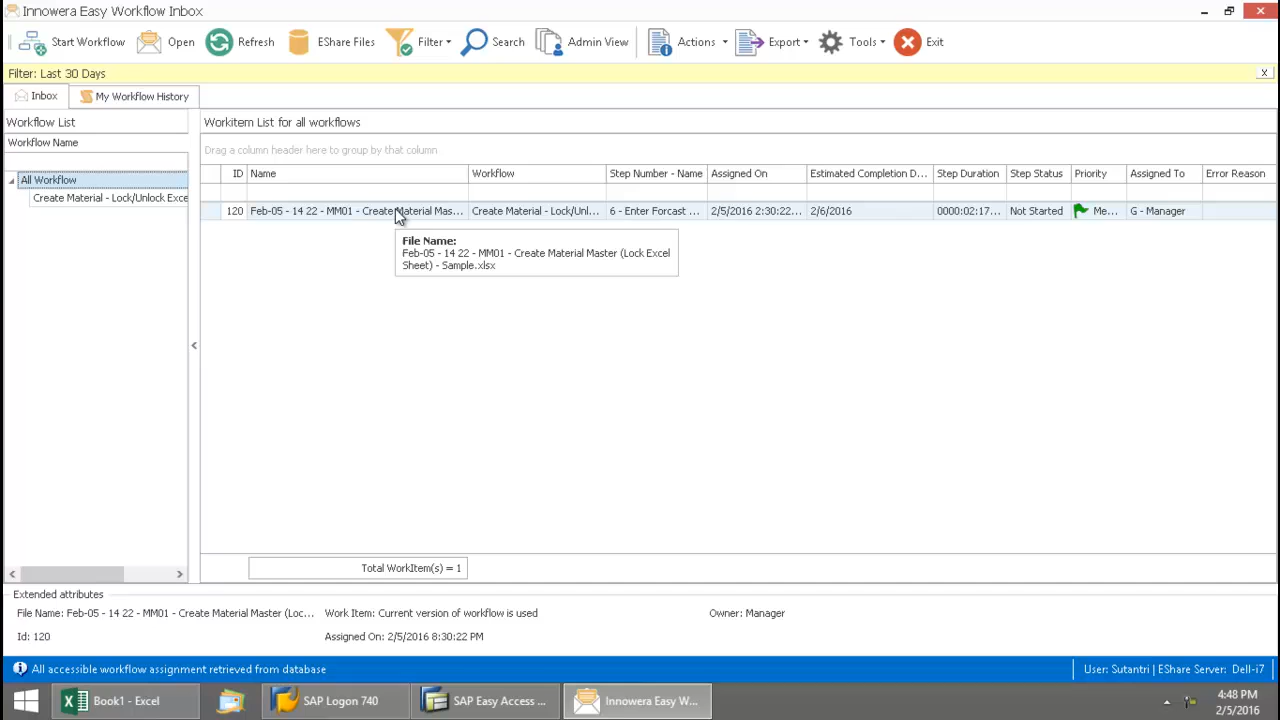 Innowera Easy Workflow Inbox
Start Workflow Open Refresh EShare Files Filter Search Admin View Actions Export Tools Exit
Filter: Last 30 Days x
Inbox My Workflow History
Workflow List
Workitem List for all workflows
Workflow Name
Drag a column header here to group by that column
ID Name Workflow Step Number - Name Assigned On Estimated Completion D... Step Duration Step Status Priority Assigned To Error Reason
All Workflow
Create Material - Lock/Unlock Exce
120 Feb-05 - 14 22 - MM01 - Create Material Mas... Create Material - Lock/Unl... 6 - Enter Forcast ... 2/5/2016 2:30:22... 2/6/2016 0000:02:17... Not Started Me... G - Manager
File Name:
Feb-05 - 14 22 - MM01 - Create Material Master (Lock Excel
Sheet) - Sample.xlsx
Total WorkItem(s) = 1
Extended attributes
File Name: Feb-05 - 14 22 - MM01 - Create Material Master (Loc... Work Item: Current version of workflow is used Owner: Manager
Id: 120 Assigned On: 2/5/2016 8:30:22 PM
All accessible workflow assignment retrieved from database User: Sutantri | EShare Server: Dell-i7
Book1 - Excel SAP Logon 740 SAP Easy Access ... Innowera Easy W...
4:48 PM
2/5/2016